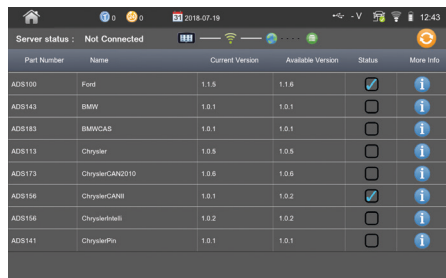 0 0 31 2018-07-19 - V 12:43
Server status : Not Connected
Part Number Name Current Version Available Version Status More Info
ADS100 Ford 1.1.5 1.1.6
ADS143 BMW 1.0.1 1.0.1
ADS183 BMWCAS 1.0.1 1.0.1
ADS113 Chrysler 1.0.5 1.0.5
ADS173 ChryslerCAN2010 1.0.6 1.0.6
ADS156 ChryslerCANII 1.0.1 1.0.2
ADS156 ChryslerIntelli 1.0.2 1.0.2
ADS141 ChryslerPin 1.0.1 1.0.1